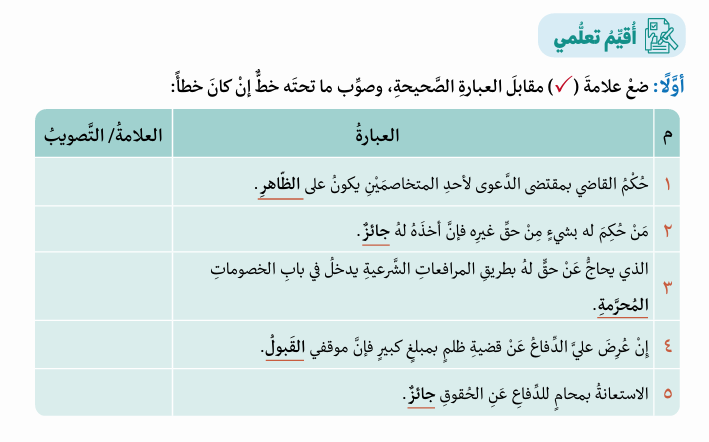 أُقيِّمُ تعلُّمي
أوَّلًا: ضعْ علامةَ (✓) مقابلَ العبارةِ الصَّحيحةِ، وصوِّب ما تحتَه خطٌّ إنْ كانَ خطأً:
م العبارةُ العلامةُ/ التَّصويبُ
١ حُكْمُ القاضي بمقتضى الدَّعوى لأحدِ المتخاصمَيْنِ يكونُ على الظّاهرِ.
٢ مَنْ حُكِمَ له بشيءٍ مِنْ حقِّ غيرِه فإنَّ أخذَهُ لهُ جائزٌ.
الذي يحاجُّ عَنْ حقٍّ لهُ بطريقِ المرافعاتِ الشَّرعيةِ يدخلُ في بابِ الخصوماتِ
٣ المُحرَّمةِ.
٤ إِنْ عُرِضَ عليَّ الدِّفاعُ عَنْ قضيةِ ظلمٍ بمبلغٍ كبيرٍ فإنَّ موقفي القَبولُ.
٥ الاستعانةُ بمحامٍ للدِّفاعِ عَنِ الحُقوقِ جائزٌ.